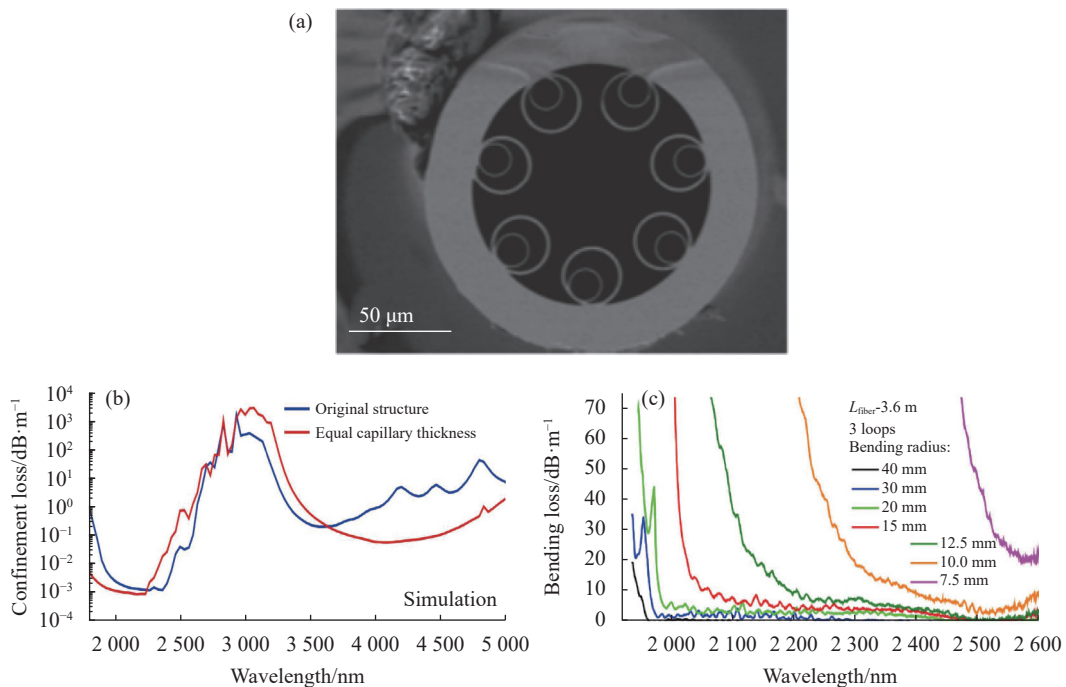 (a)
50 μm
(b)
10⁴
10³
10²
10¹
10⁰
10⁻¹
10⁻²
10⁻³
10⁻⁴
Confinement loss/dB·m⁻¹
Original structure
Equal capillary thickness
Simulation
2 000 2 500 3 000 3 500 4 000 4 500 5 000
Wavelength/nm
(c)
70
60
50
40
30
20
10
0
Bending loss/dB·m⁻¹
L_fiber-3.6 m
3 loops
Bending radius:
40 mm
30 mm
20 mm
15 mm
12.5 mm
10.0 mm
7.5 mm
2 000 2 100 2 200 2 300 2 400 2 500 2 600
Wavelength/nm